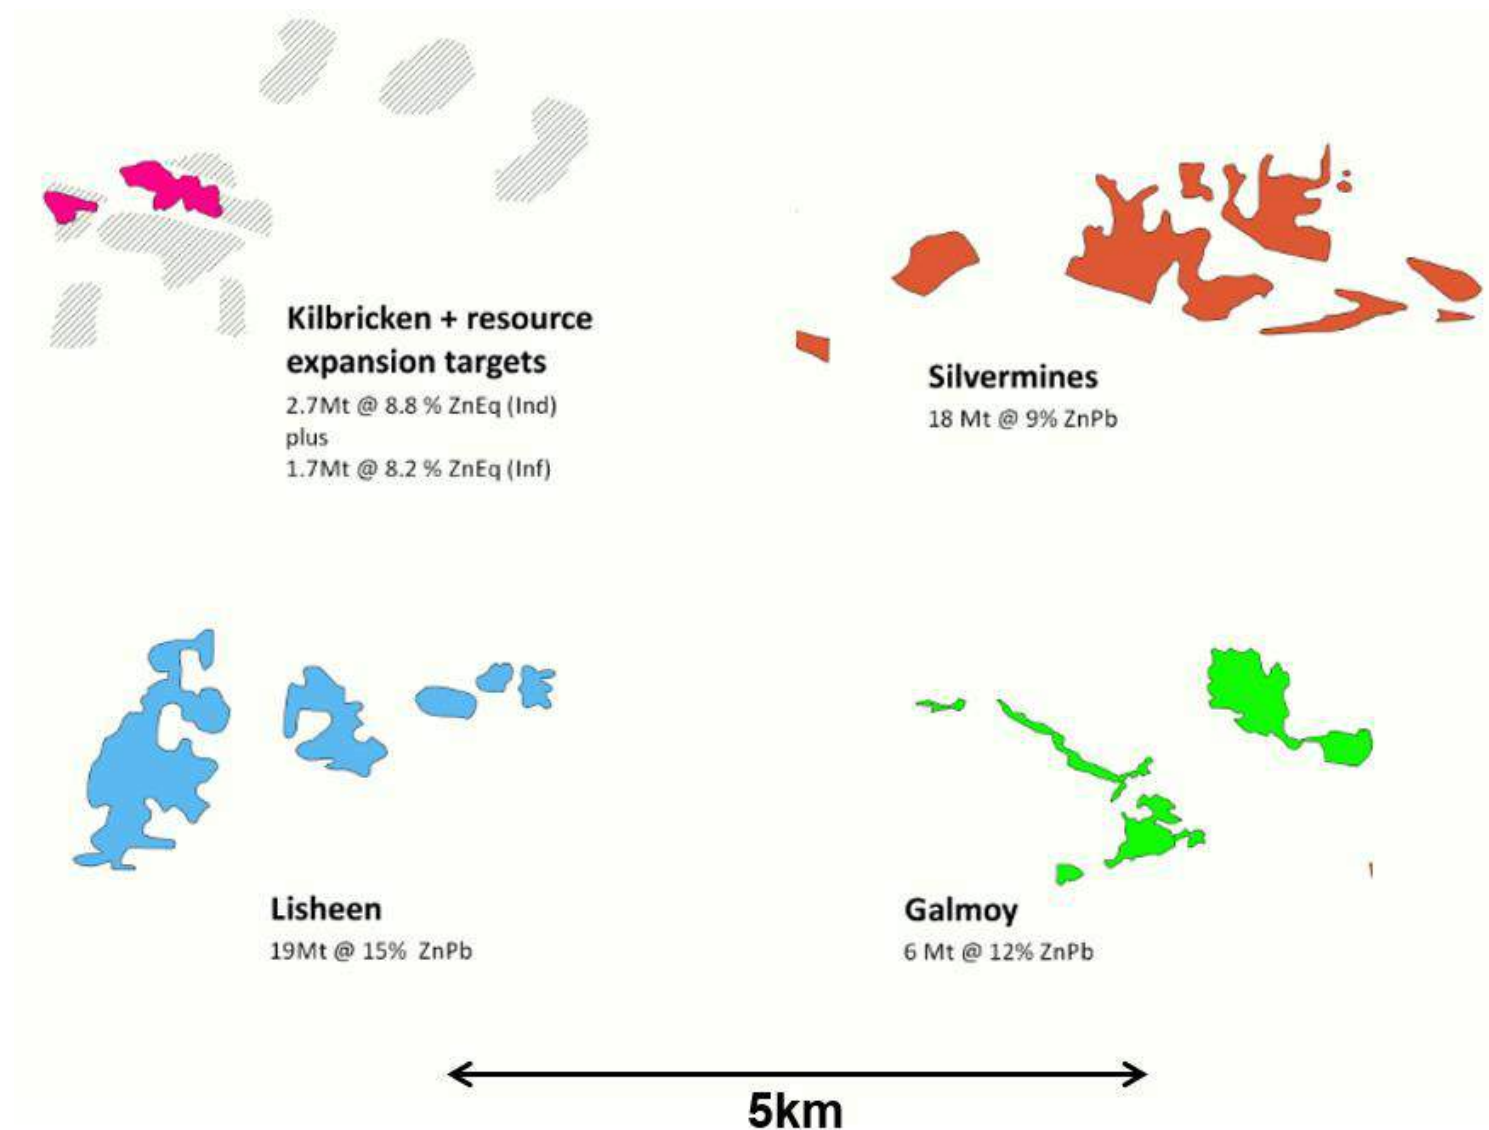 Kilbricken + resource
expansion targets
2.7Mt @ 8.8 % ZnEq (Ind)
plus
1.7Mt @ 8.2 % ZnEq (Inf)
Silvermines
18 Mt @ 9% ZnPb
Lisheen
19Mt @ 15% ZnPb
Galmoy
6 Mt @ 12% ZnPb
5km